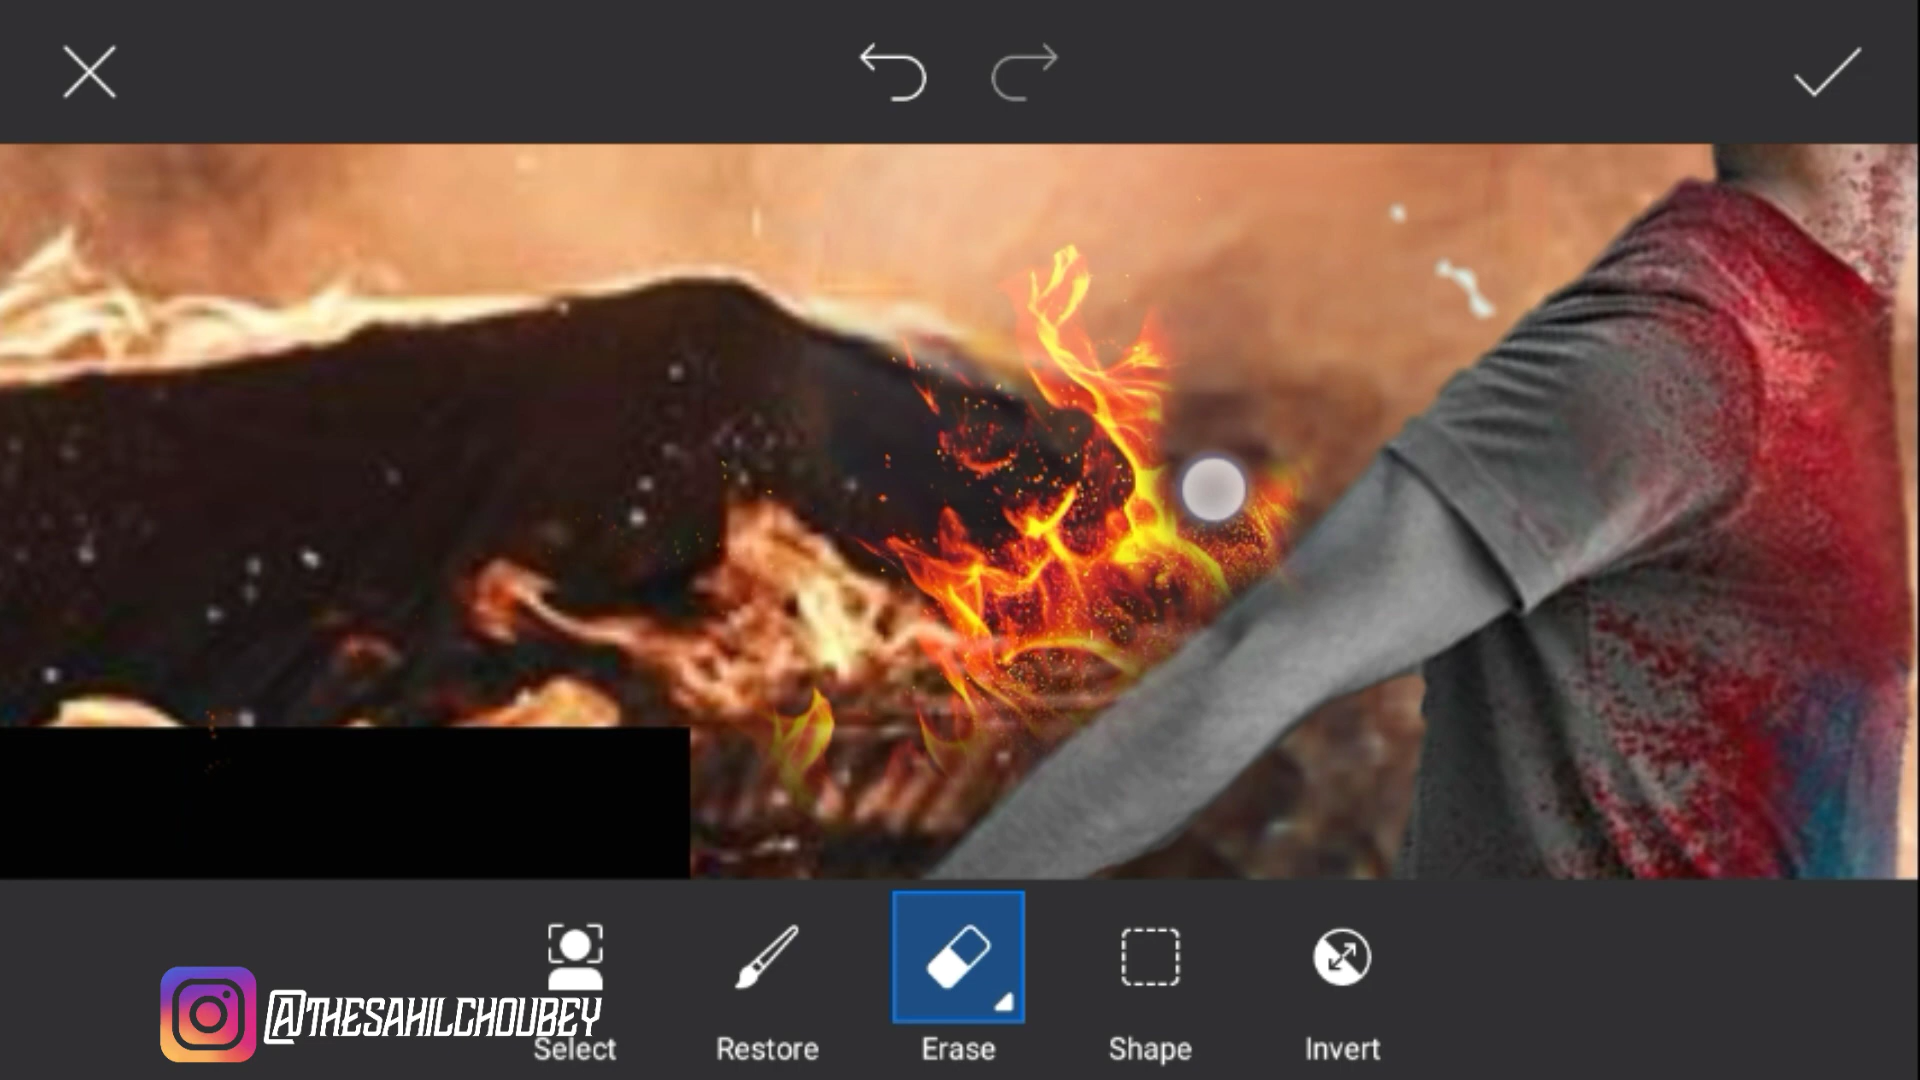 @THESAHILCHOUBEY
Select
Restore
Erase
Shape
Invert